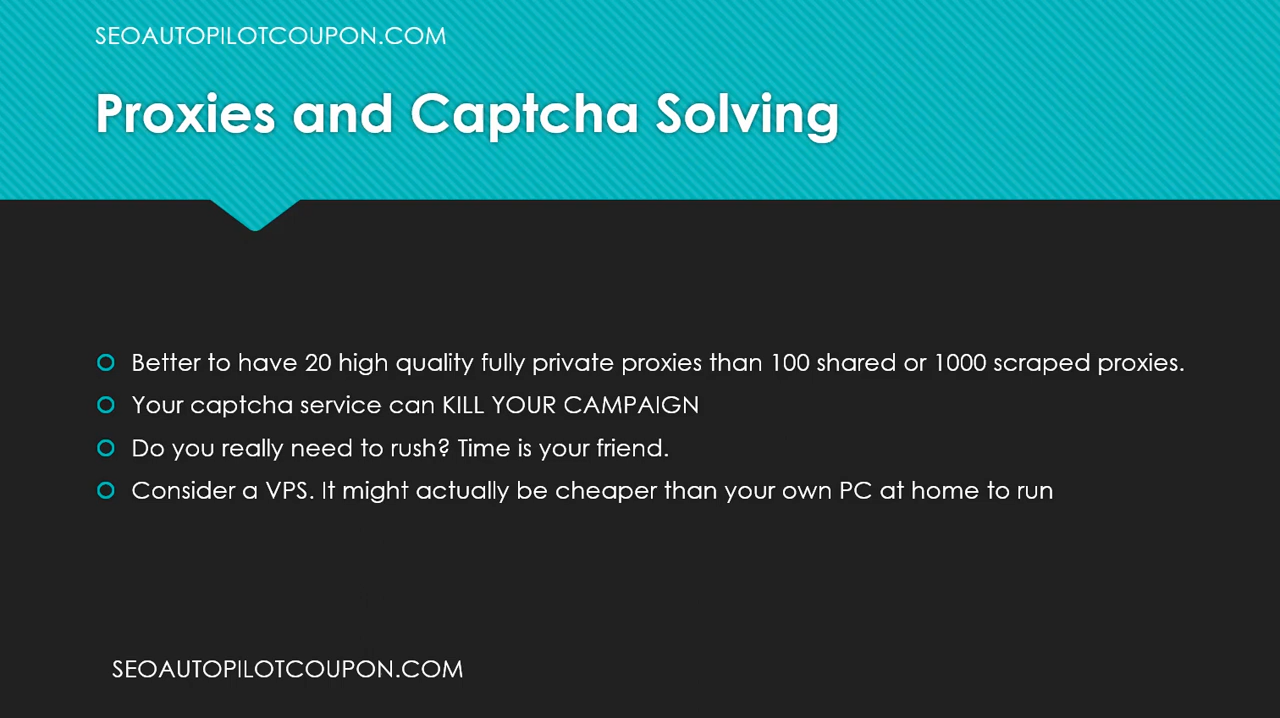 SEOAUTOPILOTCOUPON.COM
Proxies and Captcha Solving
Better to have 20 high quality fully private proxies than 100 shared or 1000 scraped proxies.
Your captcha service can KILL YOUR CAMPAIGN
Do you really need to rush? Time is your friend.
Consider a VPS. It might actually be cheaper than your own PC at home to run
SEOAUTOPILOTCOUPON.COM